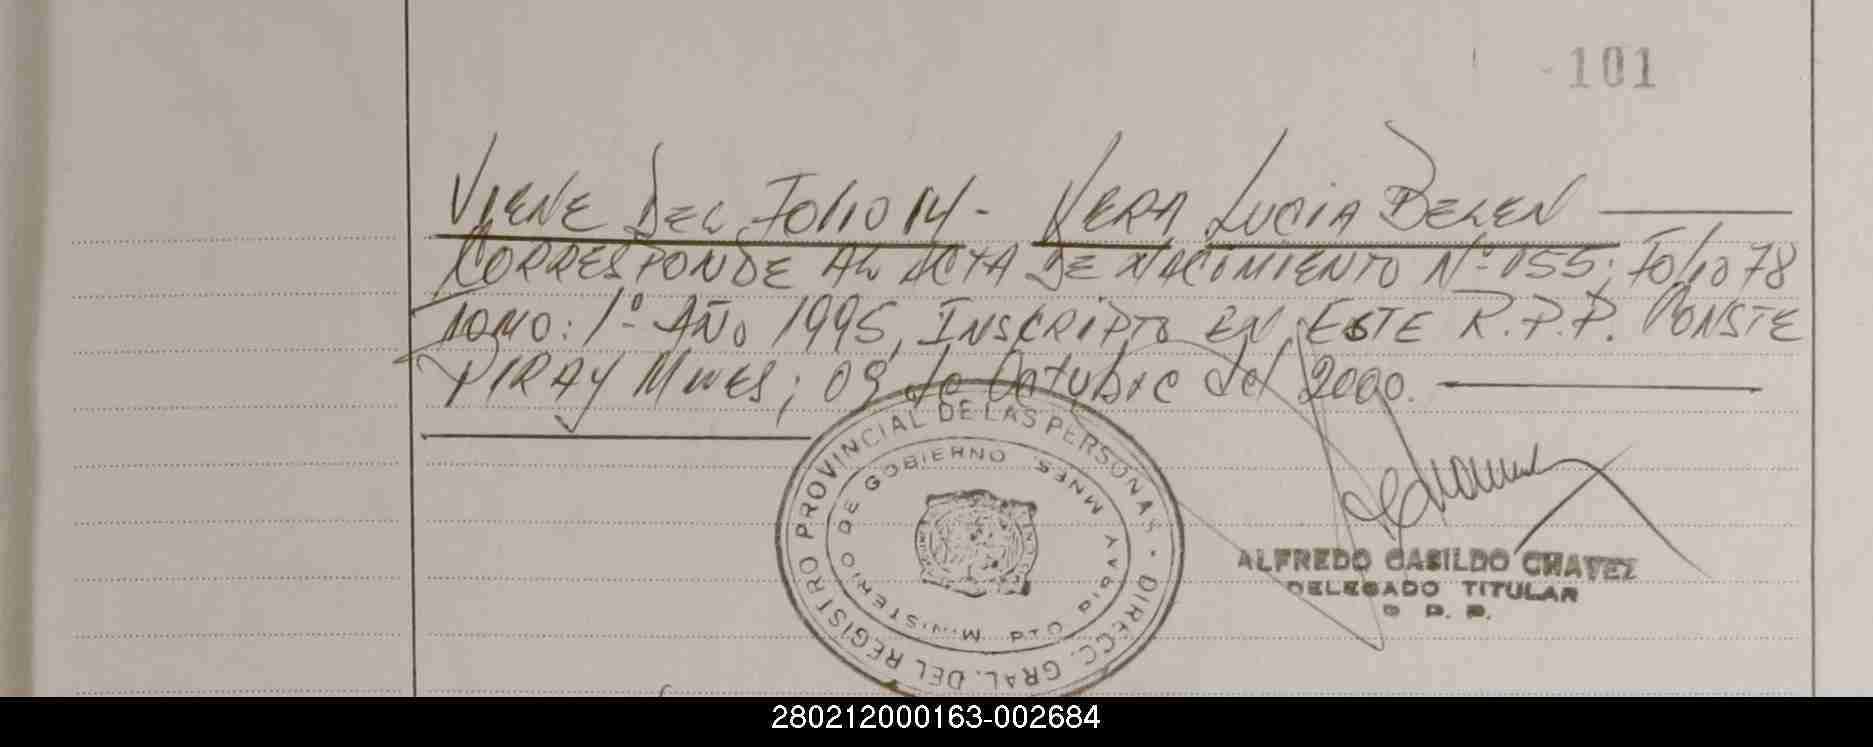 101
VIENE DEL FOLIO 14 - VERA LUCIA BELEN
CORRESPONDE AL ACTA DE NACIMIENTO Nº 055; FOLIO 78
TOMO: 1º AÑO 1995, INSCRIPTO EN ESTE R.P.P. CONSTE
PIRAY MNES; 09 de Octubre del 2000.
DIRECC. GRAL. DEL REGISTRO PROVINCIAL DE LAS PERSONAS
MINISTERIO DE GOBIERNO
PTO PIRAY MNES
ALFREDO CASILDO CHAVEZ
DELEGADO TITULAR
280212000163-002684